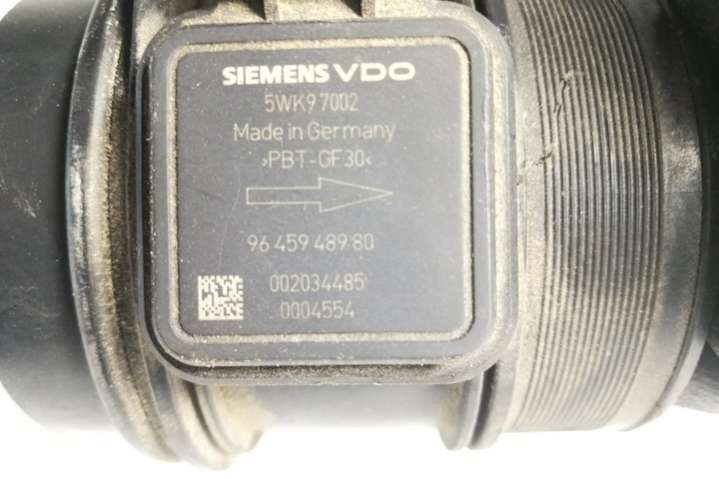 SIEMENS VDO
5WK9 7002
Made in Germany
>PBT-GF30<
96 459 489 80
002034485
0004554